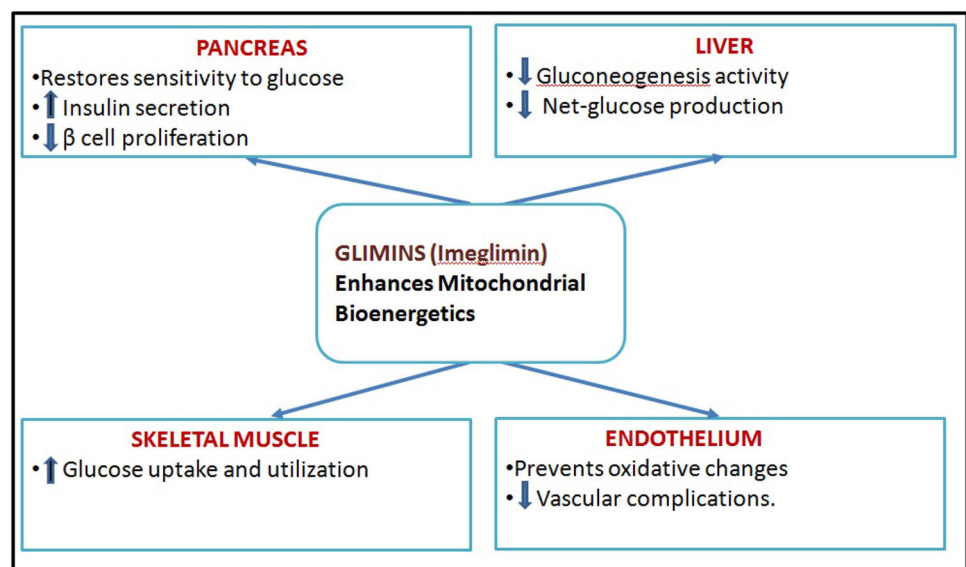 PANCREAS
•Restores sensitivity to glucose
•⬆ Insulin secretion
•⬇ β cell proliferation
LIVER
•⬇ Gluconeogenesis activity
•⬇ Net-glucose production
GLIMINS (Imeglimin)
Enhances Mitochondrial
Bioenergetics
SKELETAL MUSCLE
•⬆ Glucose uptake and utilization
ENDOTHELIUM
•Prevents oxidative changes
•⬇ Vascular complications.